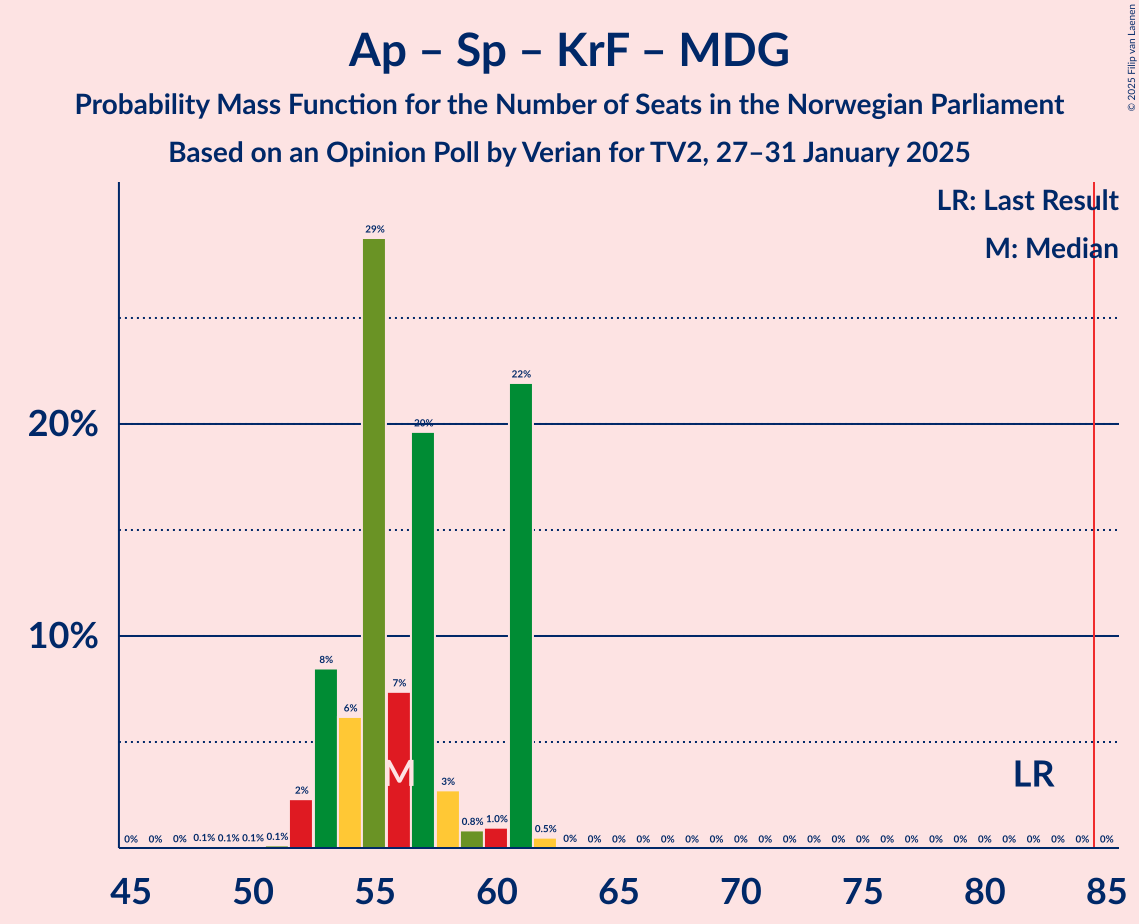 © 2025 Filip van Laenen
Ap – Sp – KrF – MDG
Probability Mass Function for the Number of Seats in the Norwegian Parliament
Based on an Opinion Poll by Verian for TV2, 27–31 January 2025
LR: Last Result
M: Median
20%
10%
0% 0% 0% 0.1% 0.1% 0.1% 0.1% 2% 8% 6% 29% 7% 20% 3% 0.8% 1.0% 22% 0.5% 0% 0% 0% 0% 0% 0% 0% 0% 0% 0% 0% 0% 0% 0% 0% 0% 0% 0% 0% 0% 0% 0% 0%
M
LR
45 50 55 60 65 70 75 80 85